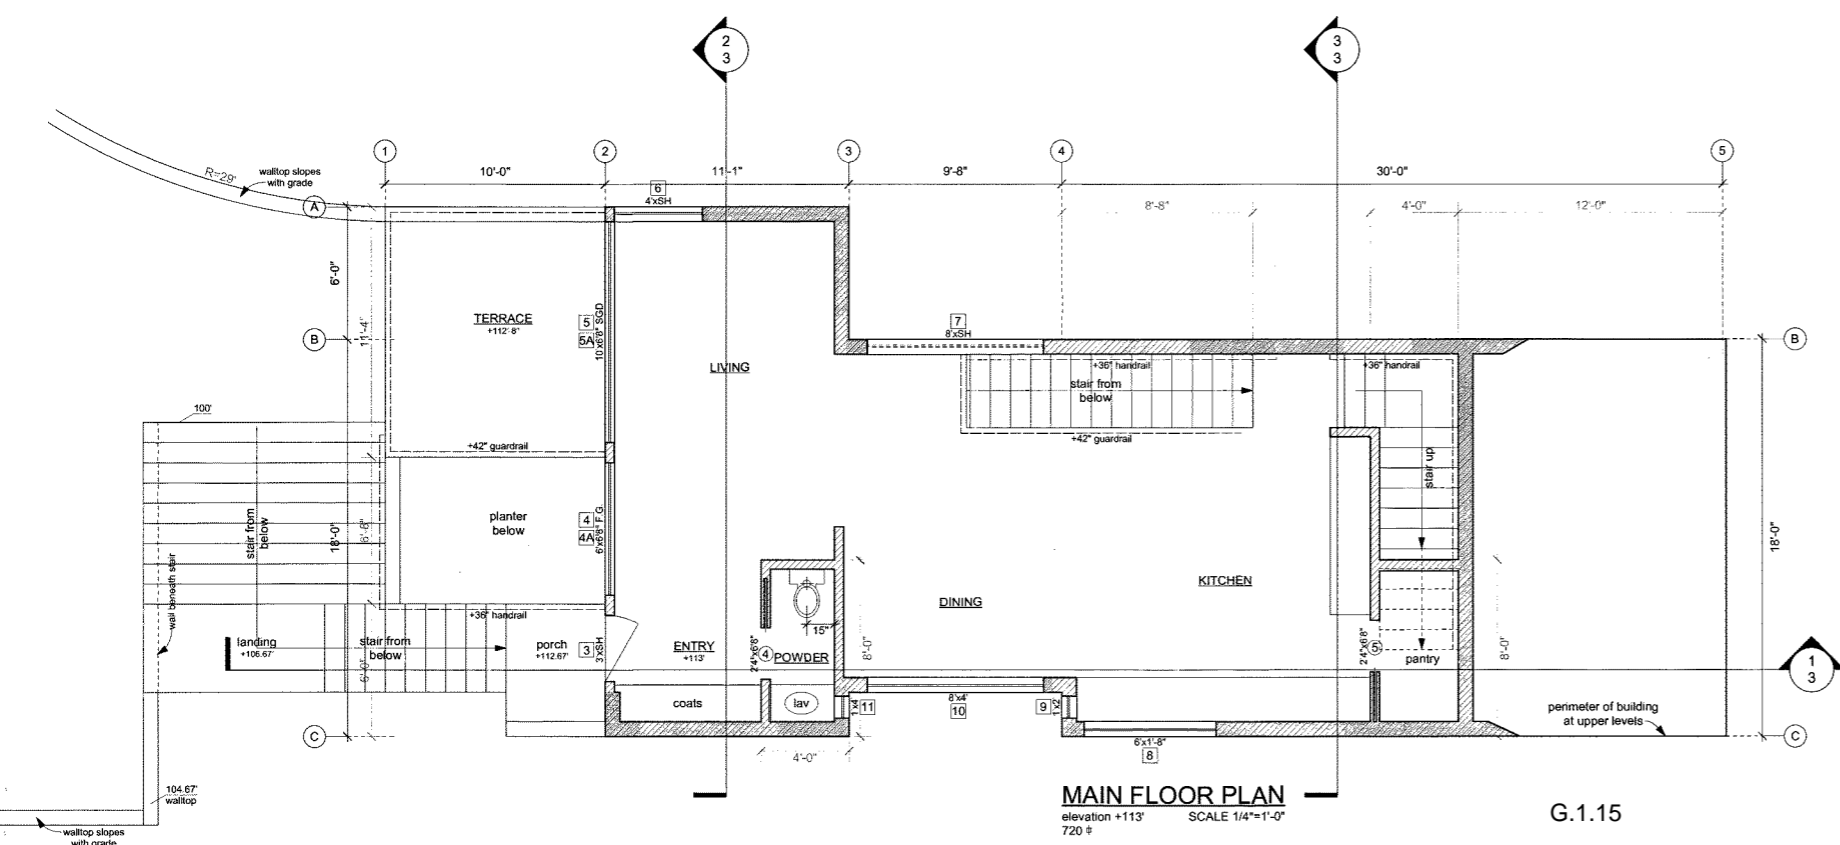 2
3
3
3
1
2
3
4
5
10'-0"
11'-1"
9'-8"
30'-0"
R=29'
walltop slopes
with grade
6
4'xSH
A
8'-8"
4'-0"
12'-0"
6'-0"
TERRACE
+112'-8"
5
5A
10'x6'8" SGD
11'-4"
B
7
8'xSH
B
LIVING
+36" handrail
stair from
below
+42" guardrail
+36" handrail
stair up
100'
+42" guardrail
stair from
below
18'-0"
6'-8"
planter
below
4
4A
6'x6'8" F.G.
18'-0"
wall beneath stair
KITCHEN
DINING
+36" handrail
landing
+106.67'
stair from
below
6'-0"
porch
+112.67'
3
3'xSH
ENTRY
+113'
2'4"x6'8"
4
15"
POWDER
8'-0"
2'4"x6'8"
5
pantry
8'-0"
1
3
coats
lav
1'x4'
11
8'x4'
10
9
1'x2'
perimeter of building
at upper levels
C
C
6'x1'-8"
8
4'-0"
104.67'
walltop
MAIN FLOOR PLAN
elevation +113' SCALE 1/4"=1'-0"
720 ⏀
G.1.15
walltop slopes
with grade